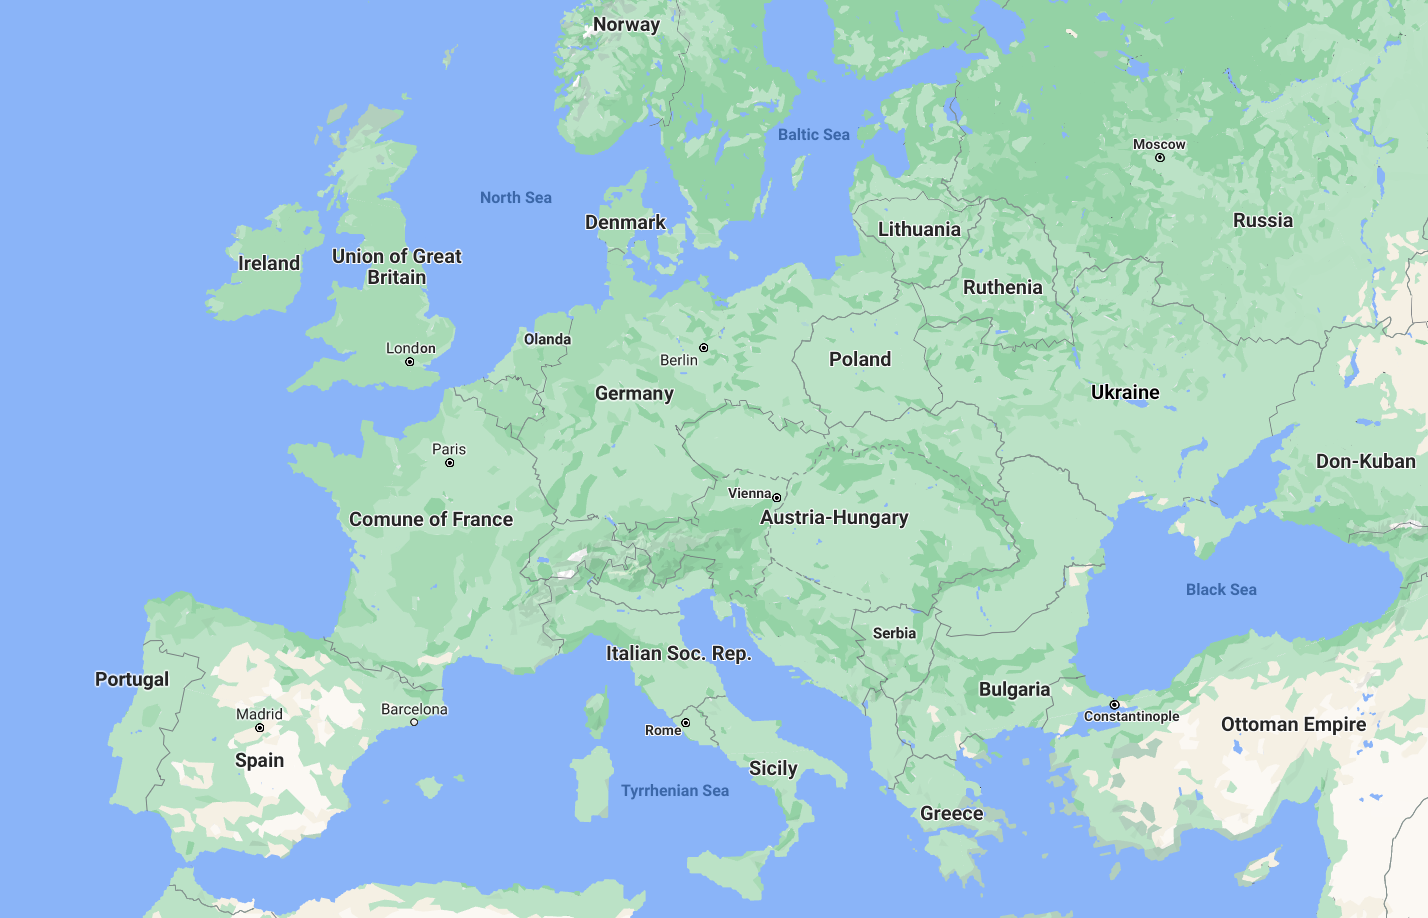 Norway
Baltic Sea
Moscow
North Sea
Denmark
Russia
Lithuania
Union of Great
Britain
Ireland
Ruthenia
Olanda
London
Berlin
Poland
Germany
Ukraine
Paris
Don-Kuban
Vienna
Comune of France
Austria-Hungary
Black Sea
Serbia
Italian Soc. Rep.
Portugal
Bulgaria
Barcelona
Madrid
Constantinople
Rome
Ottoman Empire
Spain
Sicily
Tyrrhenian Sea
Greece